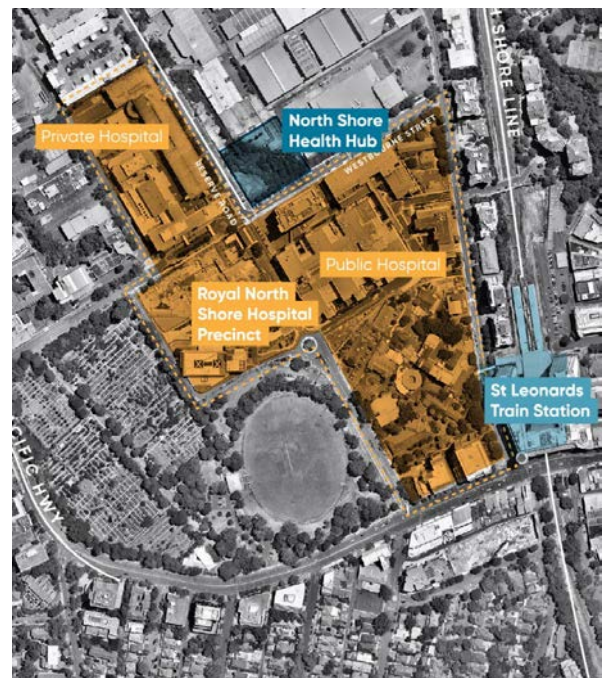 H SHORE LINE
Private Hospital
North Shore
Health Hub
WESTBOURNE STREET
RESERVE ROAD
Public Hospital
Royal North
Shore Hospital
Precinct
St Leonards
Train Station
CIFIC HWY